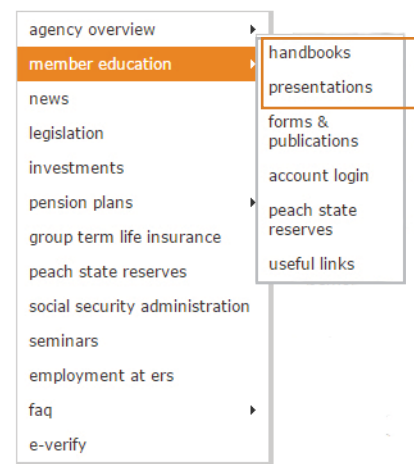 agency overview
member education
news
legislation
investments
pension plans
group term life insurance
peach state reserves
social security administration
seminars
employment at ers
faq
e-verify
handbooks
presentations
forms &
publications
account login
peach state
reserves
useful links